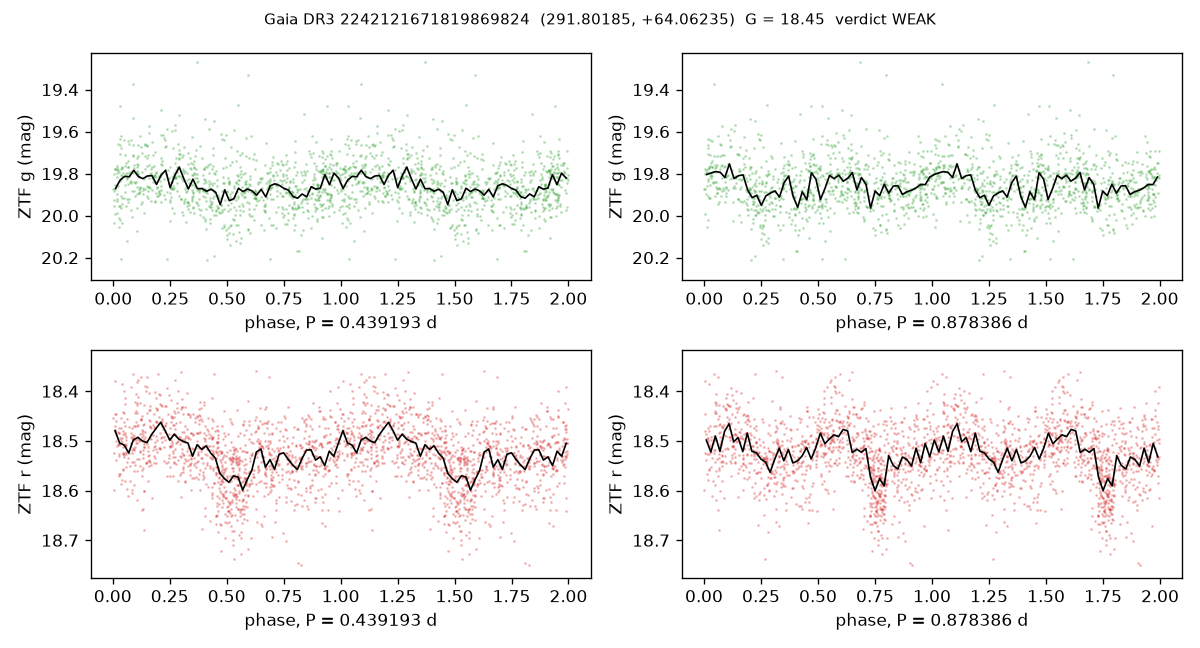 Gaia DR3 2242121671819869824  (291.80185, +64.06235)  G = 18.45  verdict WEAK
ZTF g (mag)
19.4
19.6
19.8
20.0
20.2
0.00 0.25 0.50 0.75 1.00 1.25 1.50 1.75 2.00
phase, P = 0.439193 d
ZTF g (mag)
19.4
19.6
19.8
20.0
20.2
0.00 0.25 0.50 0.75 1.00 1.25 1.50 1.75 2.00
phase, P = 0.878386 d
ZTF r (mag)
18.4
18.5
18.6
18.7
0.00 0.25 0.50 0.75 1.00 1.25 1.50 1.75 2.00
phase, P = 0.439193 d
ZTF r (mag)
18.4
18.5
18.6
18.7
0.00 0.25 0.50 0.75 1.00 1.25 1.50 1.75 2.00
phase, P = 0.878386 d